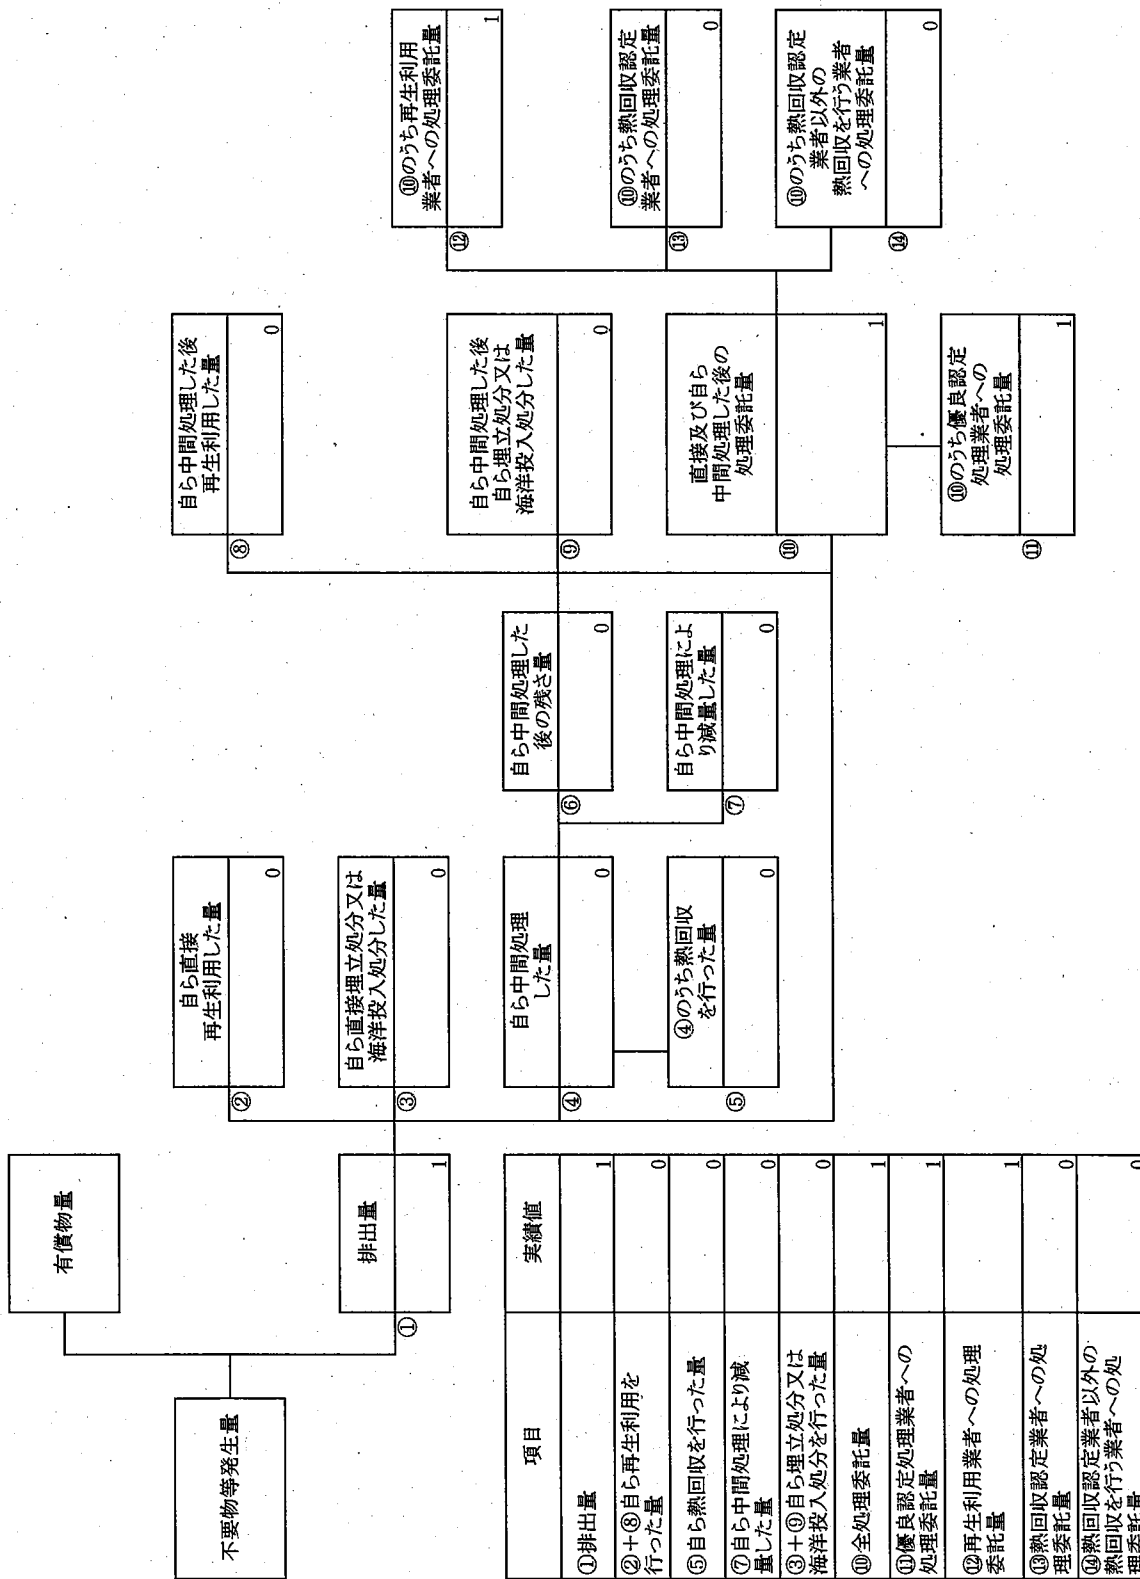 不要物等発生量
有償物量
排出量
①
1
自ら直接
再生利用した量
②
0
自ら直接埋立処分又は
海洋投入処分した量
③
0
自ら中間処理
した量
④
0
④のうち熱回収
を行った量
⑤
0
自ら中間処理した
後の残さ量
⑥
0
自ら中間処理によ
り減量した量
⑦
0
自ら中間処理した後
再生利用した量
⑧
0
自ら中間処理した後
自ら埋立処分又は
海洋投入処分した量
⑨
0
直接及び自ら
中間処理した後の
処理委託量
⑩
1
⑩のうち優良認定
処理業者への
処理委託量
⑪
1
⑩のうち再生利用
業者への処理委託量
⑫
1
⑩のうち熱回収認定
業者への処理委託量
⑬
0
⑩のうち熱回収認定
業者以外の
熱回収を行う業者
への処理委託量
⑭
0
項目 実績値
①排出量 1
②+⑧自ら再生利用を
行った量 0
⑤自ら熱回収を行った量 0
⑦自ら中間処理により減
量した量 0
③+⑨自ら埋立処分又は
海洋投入処分を行った量 0
⑩全処理委託量 1
⑪優良認定処理業者への
処理委託量 1
⑫再生利用業者への処理
委託量 1
⑬熱回収認定業者への処
理委託量 0
⑭熱回収認定業者以外の
熱回収を行う業者への処
理委託量 0